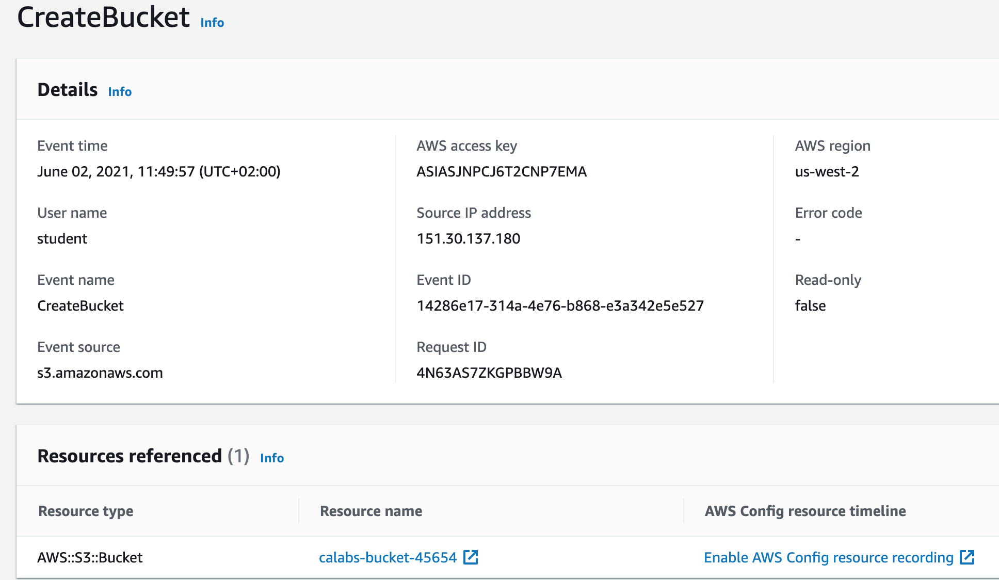 CreateBucket Info
Details Info
Event time
June 02, 2021, 11:49:57 (UTC+02:00)
User name
student
Event name
CreateBucket
Event source
s3.amazonaws.com
AWS access key
ASIASJNPCJ6T2CNP7EMA
Source IP address
151.30.137.180
Event ID
14286e17-314a-4e76-b868-e3a342e5e527
Request ID
4N63AS7ZKGPBBW9A
AWS region
us-west-2
Error code
-
Read-only
false
Resources referenced (1) Info
Resource type Resource name AWS Config resource timeline
AWS::S3::Bucket calabs-bucket-45654 Enable AWS Config resource recording